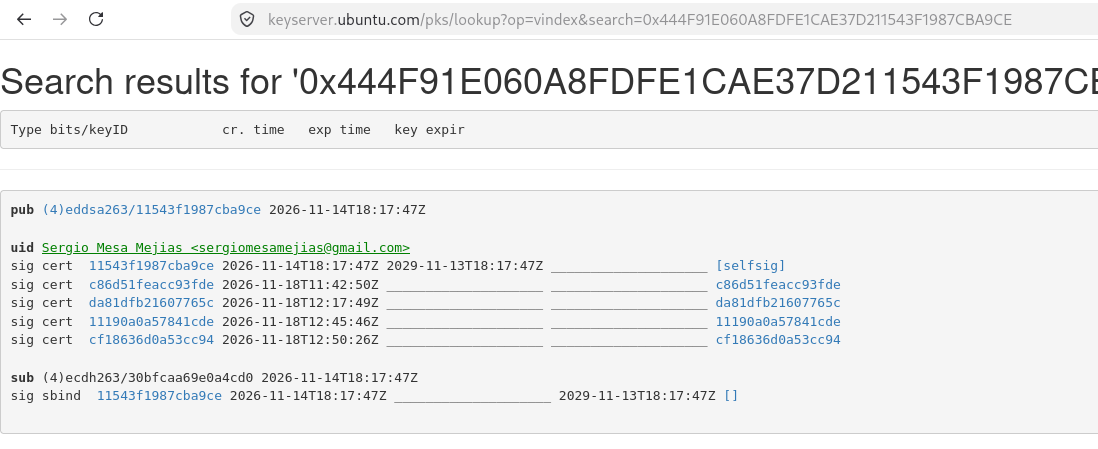 keyserver.ubuntu.com/pks/lookup?op=vindex&search=0x444F91E060A8FDFE1CAE37D211543F1987CBA9CE
Search results for '0x444F91E060A8FDFE1CAE37D211543F1987CB
Type bits/keyID            cr. time   exp time   key expir
pub (4)eddsa263/11543f1987cba9ce 2026-11-14T18:17:47Z
uid Sergio Mesa Mejias <sergiomesamejias@gmail.com>
sig cert  11543f1987cba9ce 2026-11-14T18:17:47Z 2029-11-13T18:17:47Z ____________________ [selfsig]
sig cert  c86d51feacc93fde 2026-11-18T11:42:50Z ____________________ ____________________ c86d51feacc93fde
sig cert  da81dfb21607765c 2026-11-18T12:17:49Z ____________________ ____________________ da81dfb21607765c
sig cert  11190a0a57841cde 2026-11-18T12:45:46Z ____________________ ____________________ 11190a0a57841cde
sig cert  cf18636d0a53cc94 2026-11-18T12:50:26Z ____________________ ____________________ cf18636d0a53cc94
sub (4)ecdh263/30bfcaa69e0a4cd0 2026-11-14T18:17:47Z
sig sbind  11543f1987cba9ce 2026-11-14T18:17:47Z ____________________ 2029-11-13T18:17:47Z []